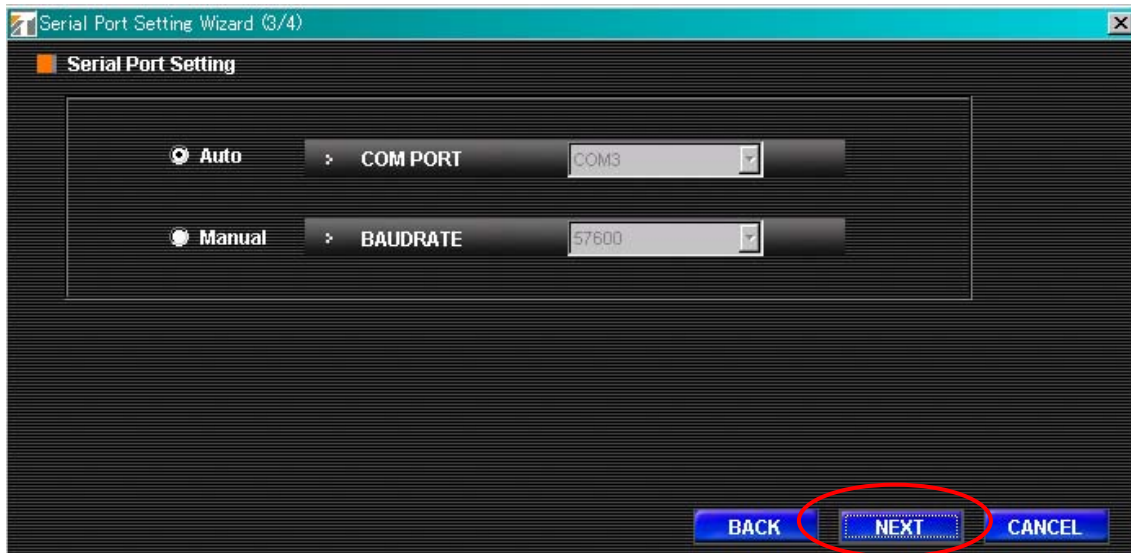 Serial Port Setting Wizard (3/4)
Serial Port Setting
Auto COM PORT COM3
Manual BAUDRATE 57600
BACK NEXT CANCEL